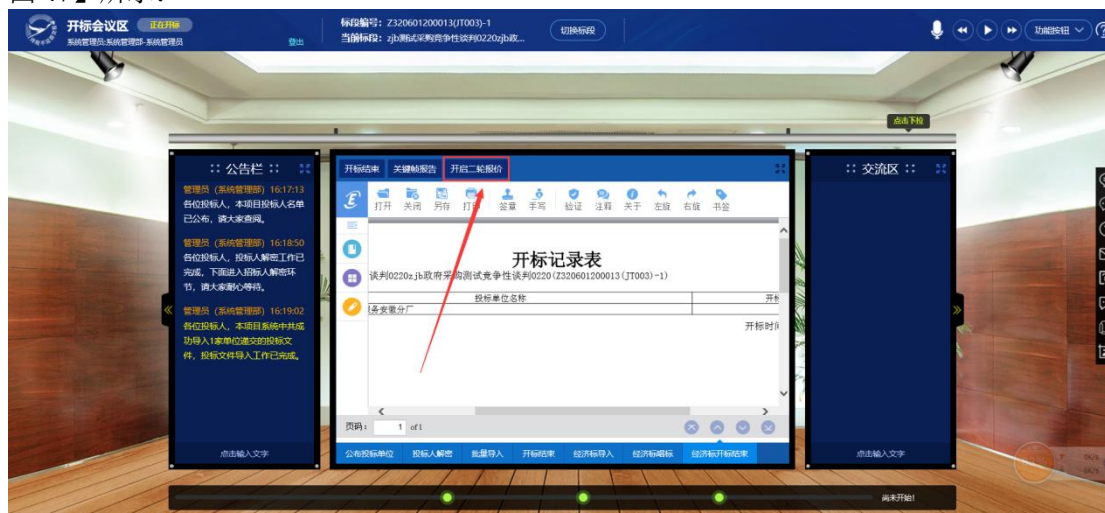 开标会议区 正在开标
系统管理员:系统管理部-系统管理员 登出
标段编号: Z320601200013(JT003)-1
当前标段: zjb测试采购竞争性谈判0220zjb政...
切换标段
功能按钮
点击下拉
:: 公告栏 ::
管理员 (系统管理部) 16:17:13
各位投标人, 本项目投标人名单
已公布, 请大家查阅。
管理员 (系统管理部) 16:18:50
各位投标人, 投标人解密工作已
完成, 下面进入招标人解密环
节, 请大家耐心等待。
管理员 (系统管理部) 16:19:02
各位投标人, 本项目系统中共成
功导入1家单位递交的投标文
件, 投标文件导入工作已完成。
点击输入文字
开标结束 关键帧报告 开启二轮报价
打开 关闭 另存 打印 签章 手写 验证 注释 关于 左旋 右旋 书签
开标记录表
谈判0220zjb政府采购测试竞争性谈判0220(Z320601200013(JT003)-1)
投标单位名称 开标
务安徽分厂
开标时间
页码: 1 of1
公布投标单位 投标人解密 批量导入 开标结束 经济标导入 经济标唱标 经济标开标结束
:: 交流区 ::
点击输入文字
尚未开始!